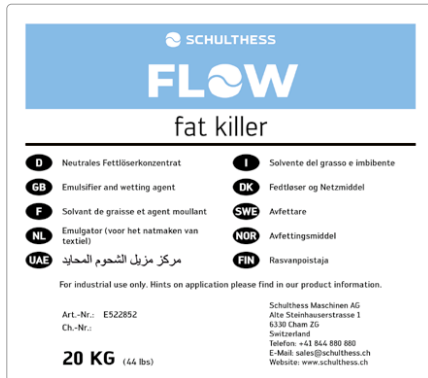 SCHULTHESS
FLOW
fat killer
D Neutrales Fettlöserkonzentrat
GB Emulsifier and wetting agent
F Solvant de graisse et agent mouillant
NL Emulgator (voor het natmaken van
textiel)
UAE مركز مزيل الشحوم المحايد
I Solvente del grasso e imbibente
DK Fedtløser og Netzmiddel
SWE Avfettare
NOR Avfettingsmiddel
FIN Rasvanpoistaja
For industrial use only. Hints on application please find in our product information.
Art.-Nr.: E522852
Ch.-Nr.:
20 KG (44 lbs)
Schulthess Maschinen AG
Alte Steinhauserstrasse 1
6330 Cham ZG
Switzerland
Telefon: +41 844 880 880
E-Mail: sales@schulthess.ch
Website: www.schulthess.ch